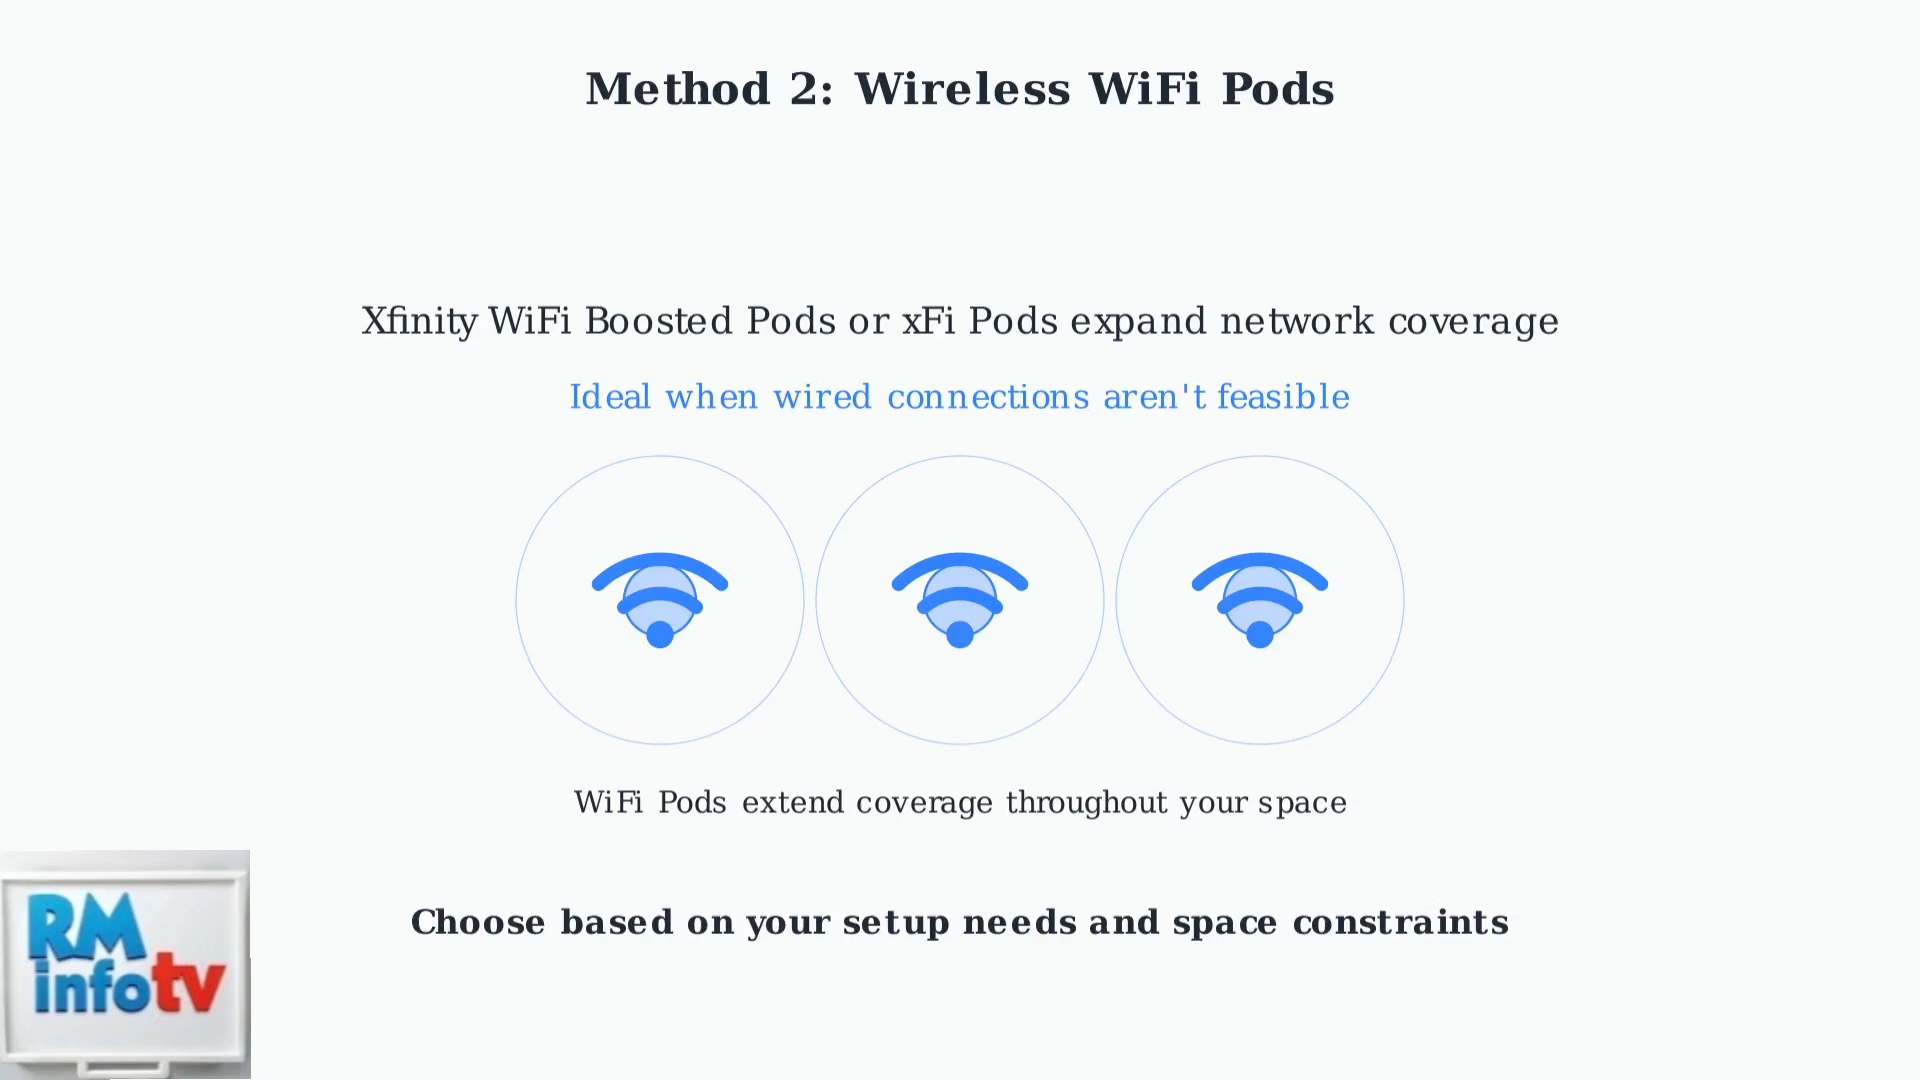 Method 2: Wireless WiFi Pods
Xfinity WiFi Boosted Pods or xFi Pods expand network coverage
Ideal when wired connections aren't feasible
WiFi Pods extend coverage throughout your space
Choose based on your setup needs and space constraints
RM
infotv